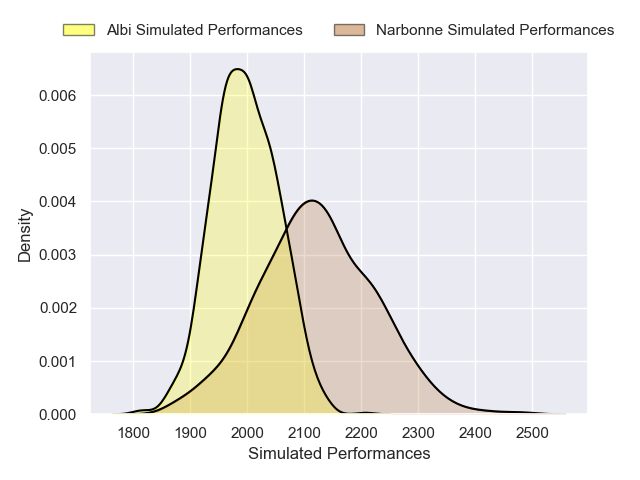 Albi Simulated Performances
Narbonne Simulated Performances
0.006
0.005
0.004
0.003
0.002
0.001
0.000
Density
1800 1900 2000 2100 2200 2300 2400 2500
Simulated Performances